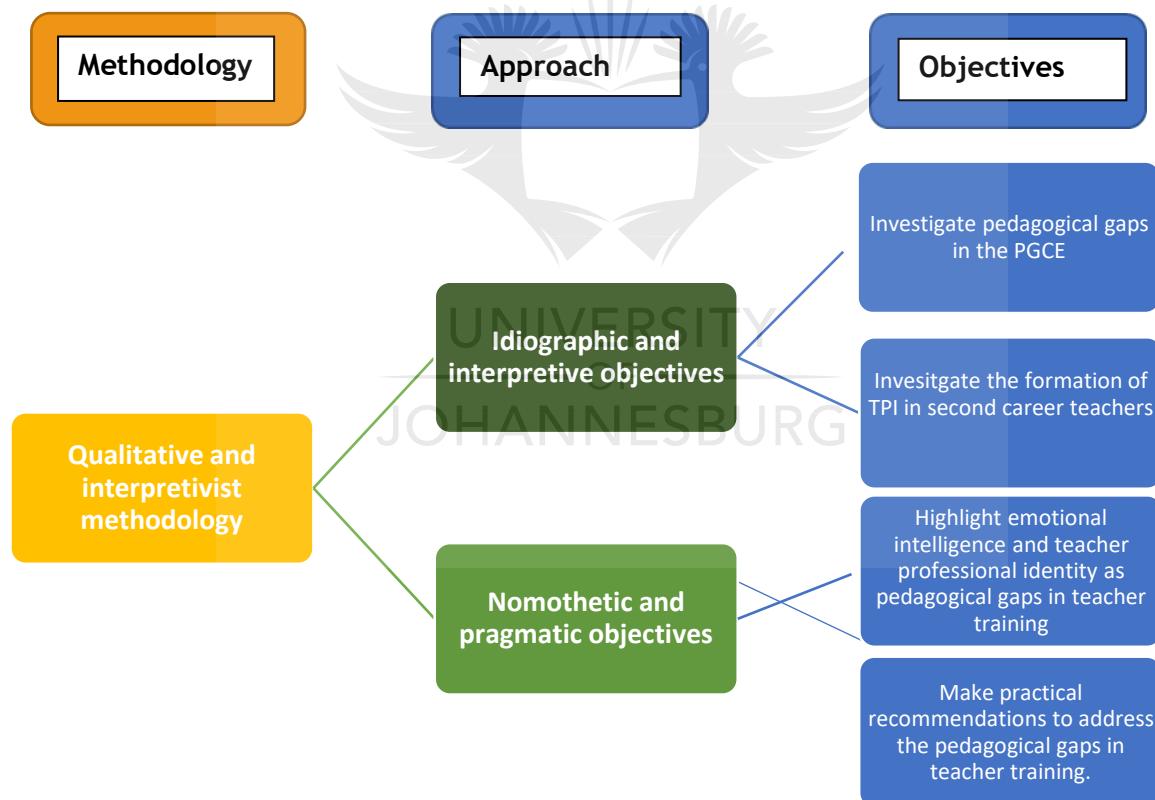 Methodology
Approach
Objectives
Investigate pedagogical gaps
in the PGCE
Idiographic and
interpretive objectives
Invesitgate the formation of
TPI in second career teachers
Qualitative and
interpretivist
methodology
Highlight emotional
intelligence and teacher
professional identity as
pedagogical gaps in teacher
training
Nomothetic and
pragmatic objectives
Make practical
recommendations to address
the pedagogical gaps in
teacher training.
UNIVERSITY
OF
JOHANNESBURG